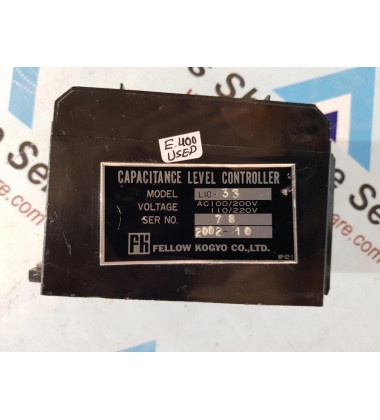 E.400
USED
CAPACITANCE LEVEL CONTROLLER
MODEL LIC-33
VOLTAGE AC100/200V
110/220V
SER NO. 78
2002-10
FK FELLOW KOGYO CO.,LTD.